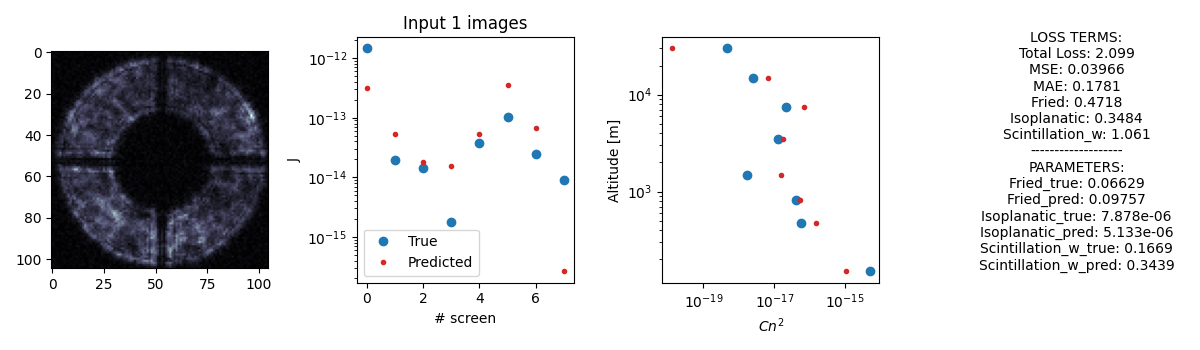 0
20
40
60
80
100
0
50
100
Input 1 images
10⁻¹²
10⁻¹³
10⁻¹⁴
10⁻¹⁵
J
True
Predicted
0
2
4
6
# screen
10⁴
10³
Altitude [m]
10⁻¹⁹
10⁻¹⁷
10⁻¹⁵
Cn²
LOSS TERMS:
Total Loss: 2.099
MSE: 0.03966
MAE: 0.1781
Fried: 0.4718
Isoplanatic: 0.3484
Scintillation_w: 1.061
-------------------
PARAMETERS:
Fried_true: 0.06629
Fried_pred: 0.09757
Isoplanatic_true: 7.878e-06
Isoplanatic_pred: 5.133e-06
Scintillation_w_true: 0.1669
Scintillation_w_pred: 0.3439